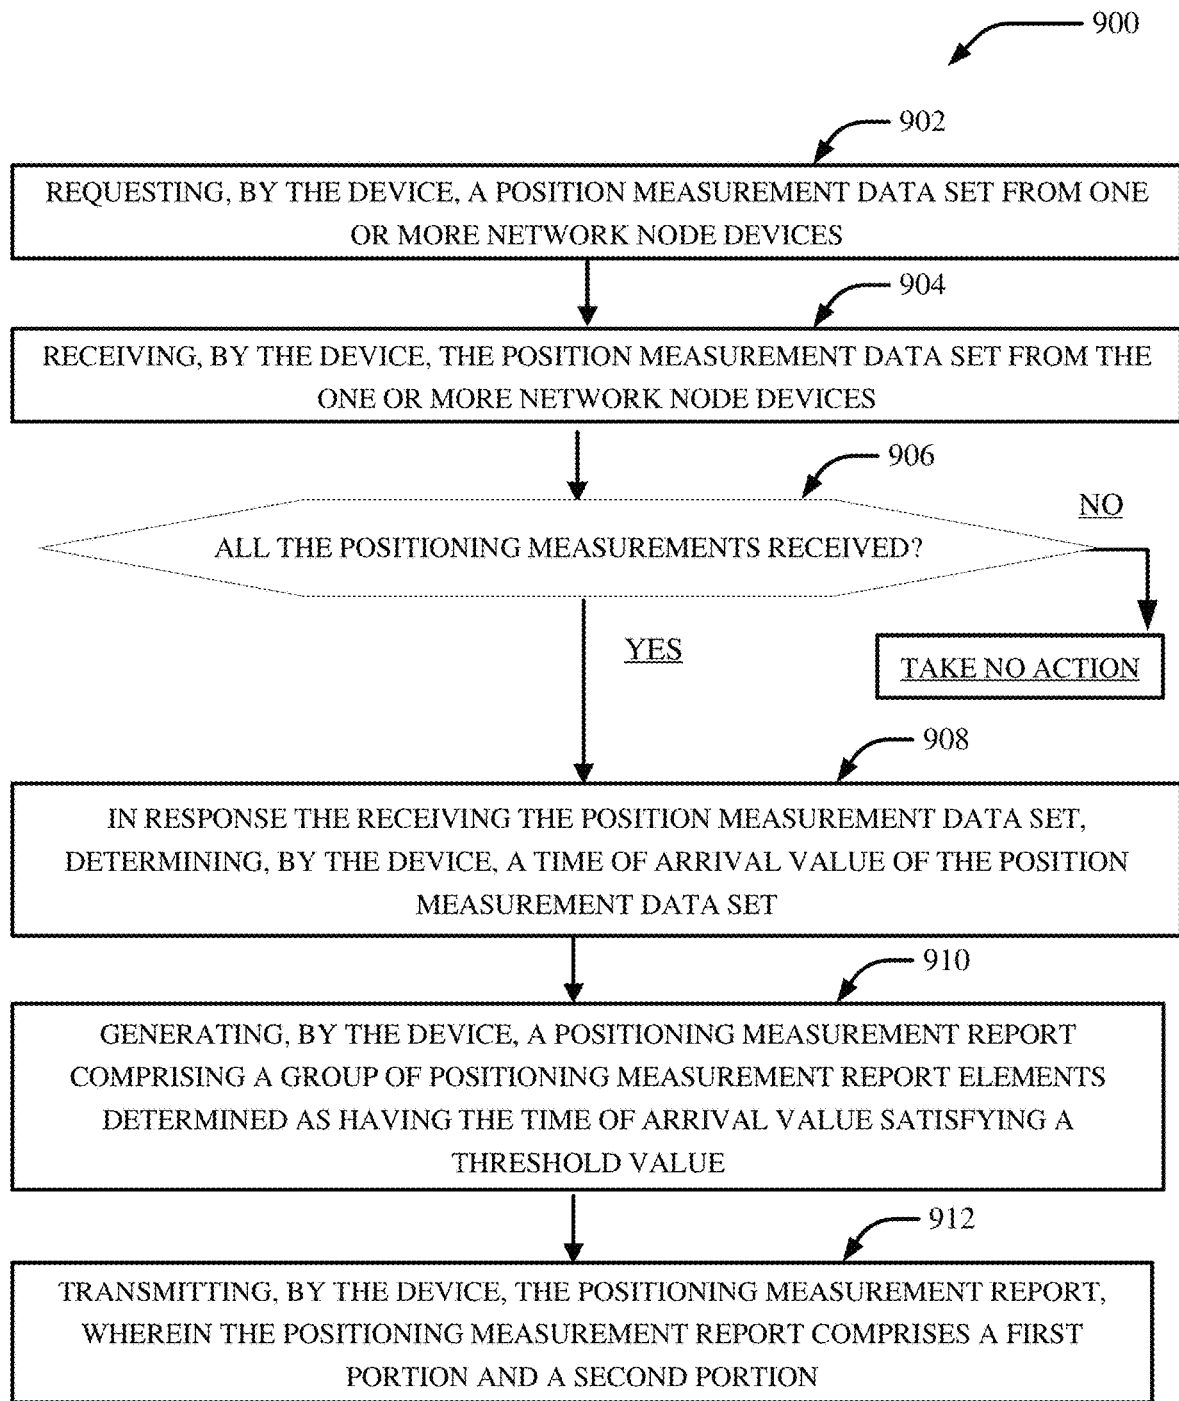 900
902
REQUESTING, BY THE DEVICE, A POSITION MEASUREMENT DATA SET FROM ONE
OR MORE NETWORK NODE DEVICES
904
RECEIVING, BY THE DEVICE, THE POSITION MEASUREMENT DATA SET FROM THE
ONE OR MORE NETWORK NODE DEVICES
906
NO
ALL THE POSITIONING MEASUREMENTS RECEIVED?
YES
TAKE NO ACTION
908
IN RESPONSE THE RECEIVING THE POSITION MEASUREMENT DATA SET,
DETERMINING, BY THE DEVICE, A TIME OF ARRIVAL VALUE OF THE POSITION
MEASUREMENT DATA SET
910
GENERATING, BY THE DEVICE, A POSITIONING MEASUREMENT REPORT
COMPRISING A GROUP OF POSITIONING MEASUREMENT REPORT ELEMENTS
DETERMINED AS HAVING THE TIME OF ARRIVAL VALUE SATISFYING A
THRESHOLD VALUE
912
TRANSMITTING, BY THE DEVICE, THE POSITIONING MEASUREMENT REPORT,
WHEREIN THE POSITIONING MEASUREMENT REPORT COMPRISES A FIRST
PORTION AND A SECOND PORTION